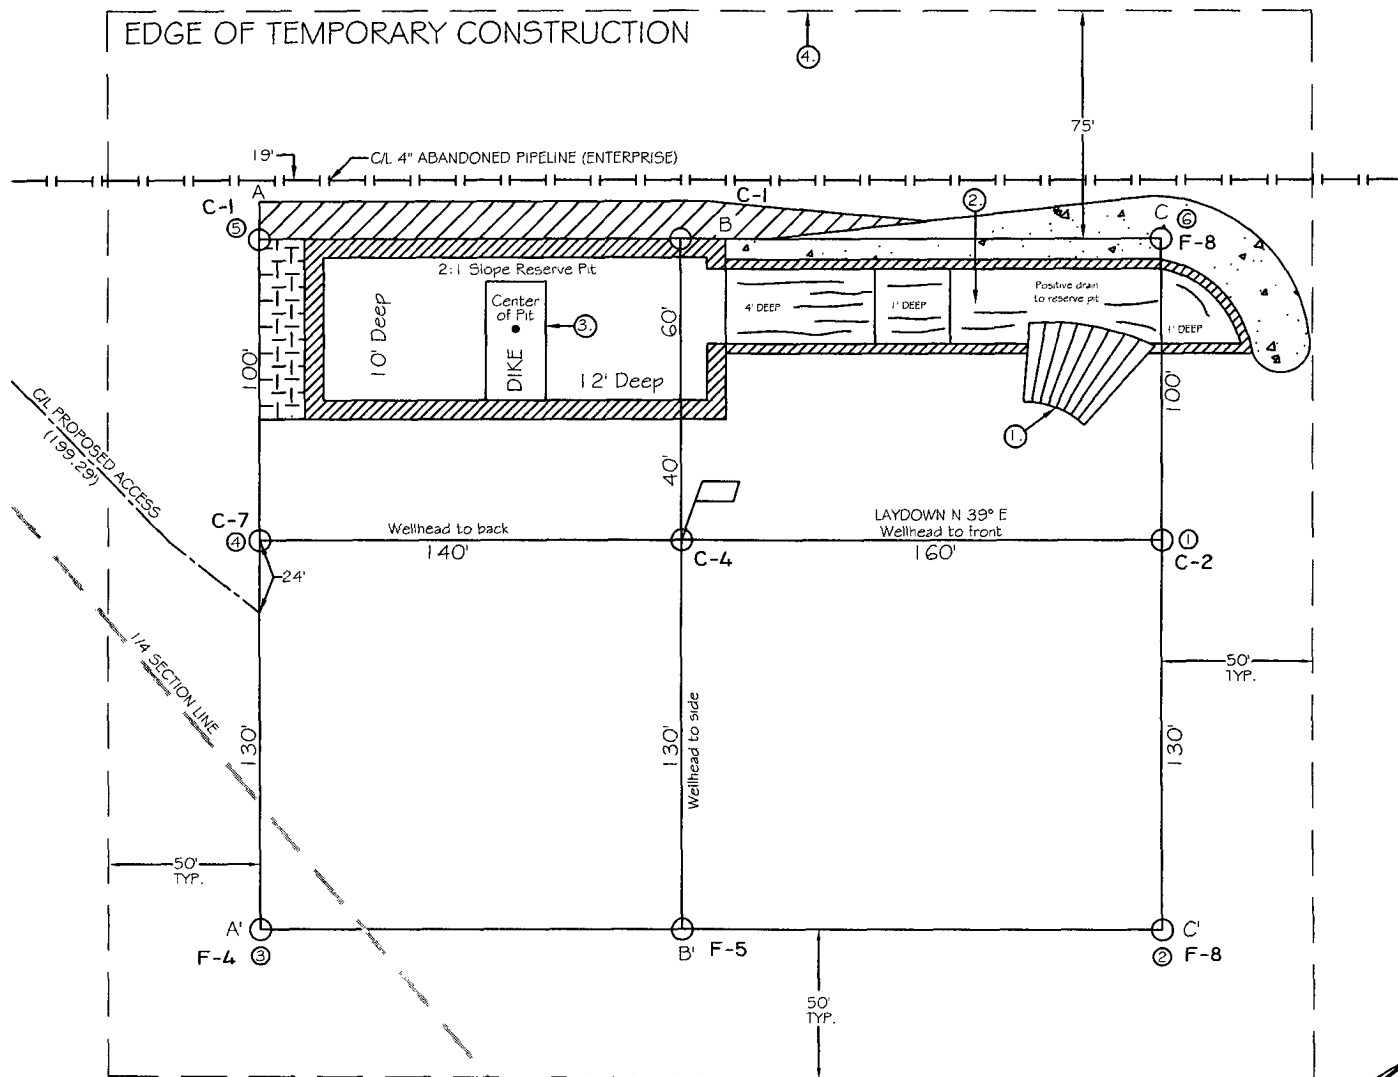 EDGE OF TEMPORARY CONSTRUCTION
4.
75'
19'
C/L 4" ABANDONED PIPELINE (ENTERPRISE)
A
C-1
5
C-1
B
2.
C
6
F-8
2:1 Slope Reserve Pit
10' Deep
Center
of Pit
DIKE
3.
12' Deep
60'
4' DEEP
1' DEEP
Positive drain
to reserve pit
1' DEEP
100'
100'
1.
C/L PROPOSED ACCESS
(199.29')
40'
C-7
4
Wellhead to back
140'
C-4
LAYDOWN N 39° E
Wellhead to front
160'
1
C-2
24'
1/4 SECTION LINE
50'
TYP.
130'
130'
Wellhead to side
130'
50'
TYP.
A'
F-4
3
B'
F-5
C'
2
F-8
50'
TYP.